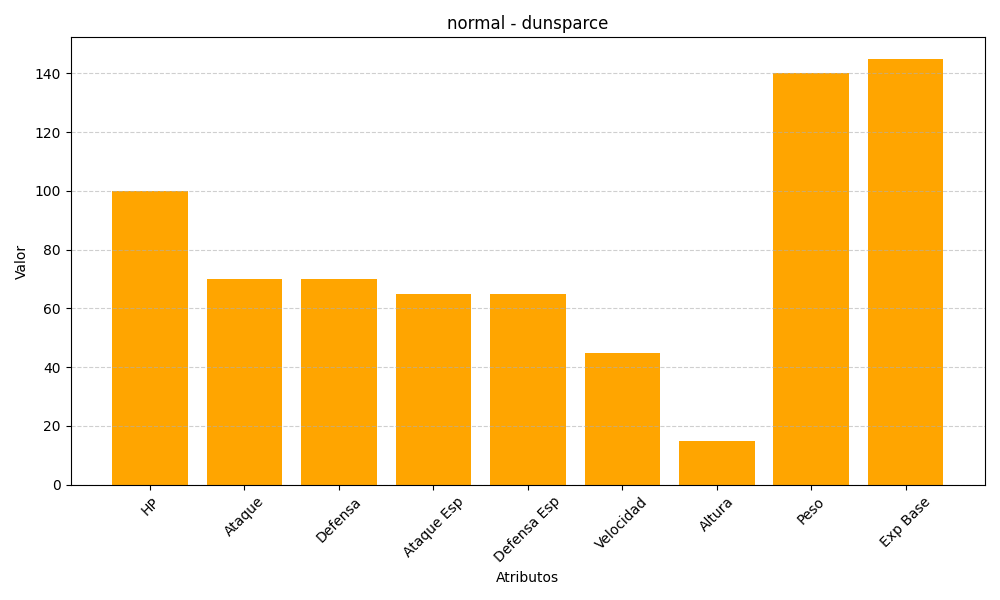 normal - dunsparce
Valor
140
120
100
80
60
40
20
0
HP
Ataque
Defensa
Ataque Esp
Defensa Esp
Velocidad
Altura
Peso
Exp Base
Atributos